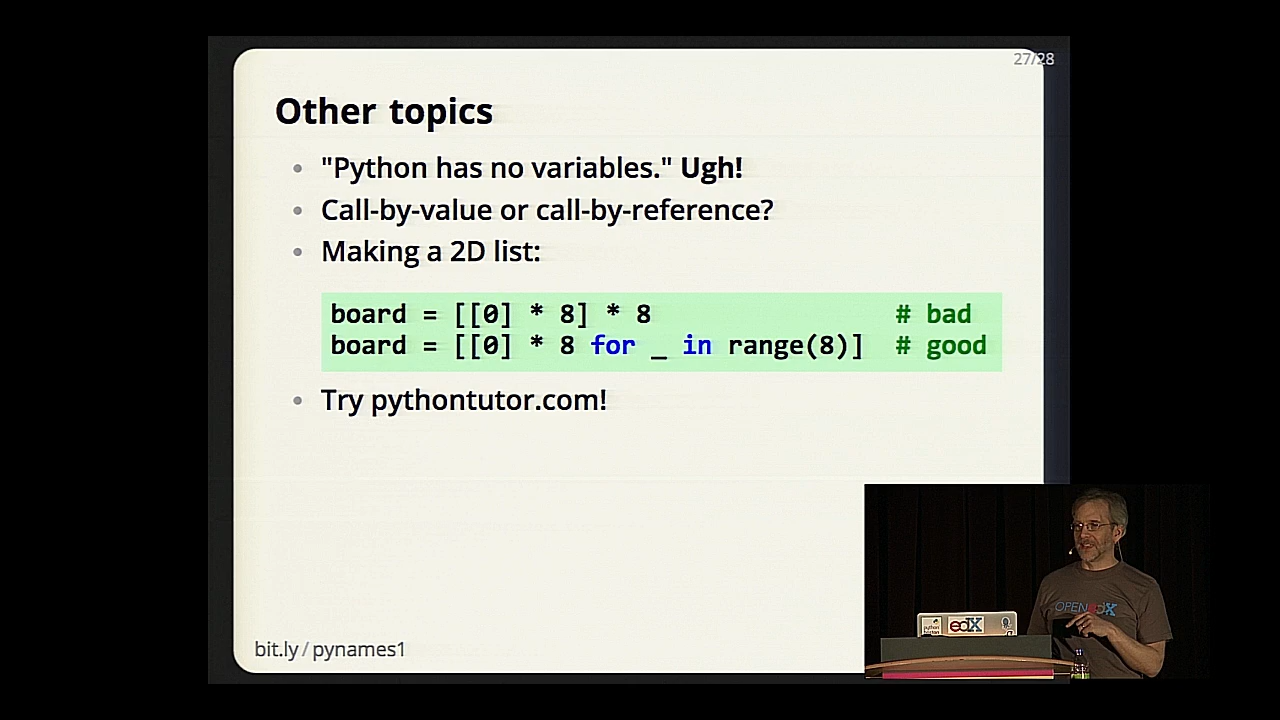 27/28
Other topics
"Python has no variables." Ugh!
Call-by-value or call-by-reference?
Making a 2D list:
board = [[0] * 8] * 8 # bad
board = [[0] * 8 for _ in range(8)] # good
Try pythontutor.com!
bit.ly/pynames1
OPEN edX
python
edX